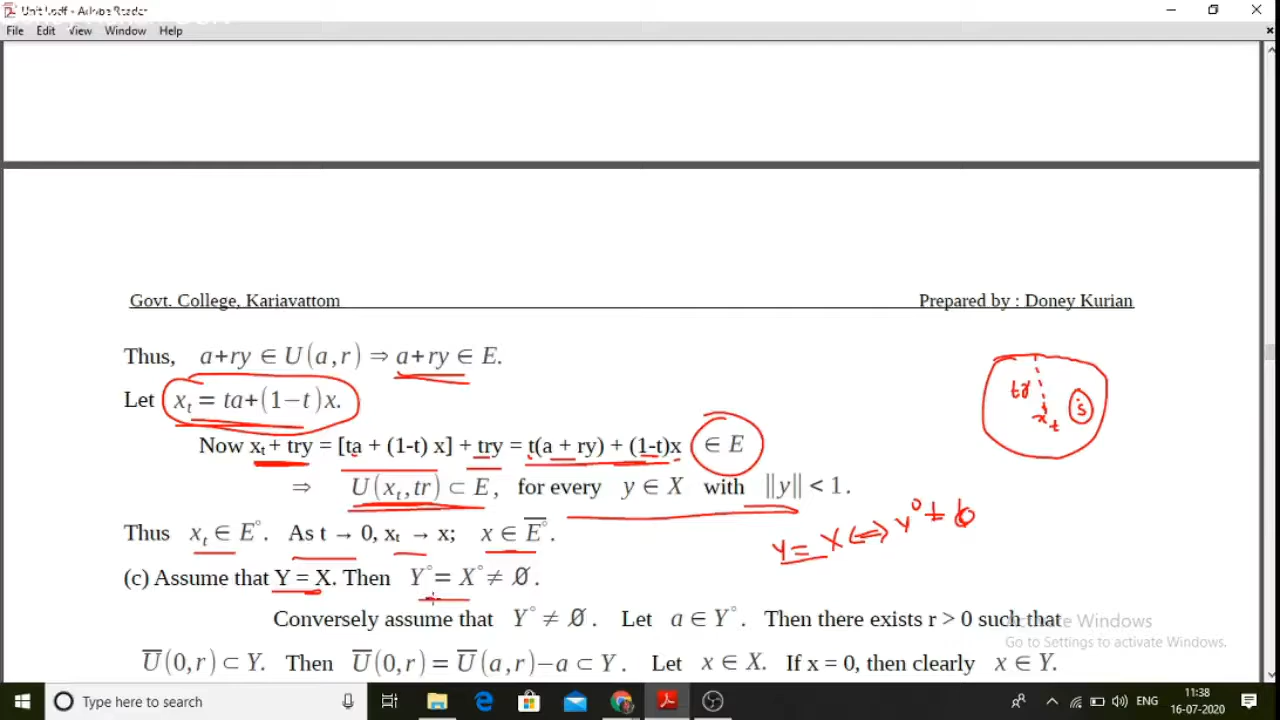 Unit I.pdf - Adobe Reader
File Edit View Window Help
Govt. College, Kariavattom Prepared by : Doney Kurian
Thus, a+ry ∈ U(a,r) ⇒ a+ry ∈ E.
Let x_t = ta+(1−t)x.
Now x_t + try = [ta + (1-t) x] + try = t(a + ry) + (1-t)x ∈ E
⇒ U(x_t, tr) ⊂ E, for every y ∈ X with ‖y‖ < 1.
Thus x_t ∈ E°. As t → 0, x_t → x; x ∈ E̅°.
(c) Assume that Y = X. Then Y° = X° ≠ ∅.
Conversely assume that Y° ≠ ∅. Let a ∈ Y°. Then there exists r > 0 such that
U̅(0,r) ⊂ Y. Then U̅(0,r) = U̅(a,r)−a ⊂ Y. Let x ∈ X. If x = 0, then clearly x ∈ Y.
tr
x_t
s
Y = X ⇔ Y° ≠ ϕ
Activate Windows
Go to Settings to activate Windows.
Type here to search
ENG
11:38
16-07-2020